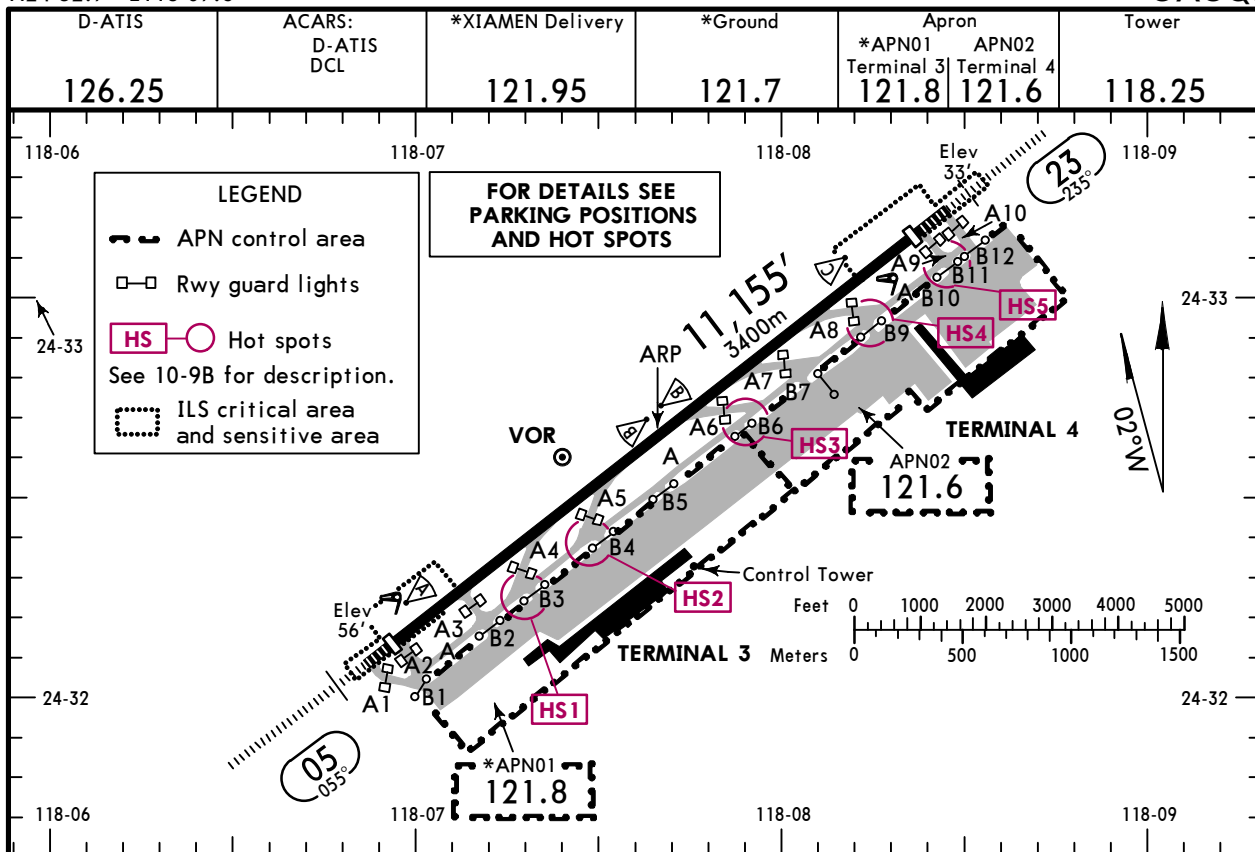 D-ATIS
126.25
ACARS:
D-ATIS
DCL
*XIAMEN Delivery
121.95
*Ground
121.7
Apron
*APN01
Terminal 3
121.8
APN02
Terminal 4
121.6
Tower
118.25
118-06
118-07
118-08
118-09
LEGEND
APN control area
Rwy guard lights
HS
Hot spots
See 10-9B for description.
ILS critical area
and sensitive area
FOR DETAILS SEE
PARKING POSITIONS
AND HOT SPOTS
Elev
33'
23
235°
A10
A9
B12
B11
B10
A
HS5
11,155'
3400m
C
24-33
24-33
A8
B9
HS4
ARP
A7
B7
B
B
A6
B6
HS3
TERMINAL 4
02°W
VOR
A
APN02
121.6
A5
B5
A4
B4
HS2
Control Tower
A
B3
Elev
56'
A3
A
B2
A2
A1
B1
TERMINAL 3
HS1
Feet 0 1000 2000 3000 4000 5000
Meters 0 500 1000 1500
24-32
24-32
05
055°
*APN01
121.8
118-06
118-07
118-08
118-09